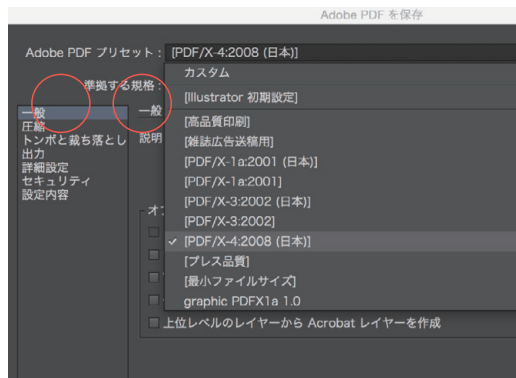 Adobe PDF を保存
Adobe PDF プリセット： [PDF/X-4:2008 (日本)]
準拠する規格：
カスタム
[Illustrator 初期設定]
[高品質印刷]
[雑誌広告送稿用]
[PDF/X-1a:2001 (日本)]
[PDF/X-1a:2001]
[PDF/X-3:2002 (日本)]
[PDF/X-3:2002]
✓ [PDF/X-4:2008 (日本)]
[プレス品質]
[最小ファイルサイズ]
graphic PDFX1a 1.0
一般
圧縮
トンボと裁ち落とし
出力
詳細設定
セキュリティ
設定内容
一般
説明
オ
上位レベルのレイヤーから Acrobat レイヤーを作成